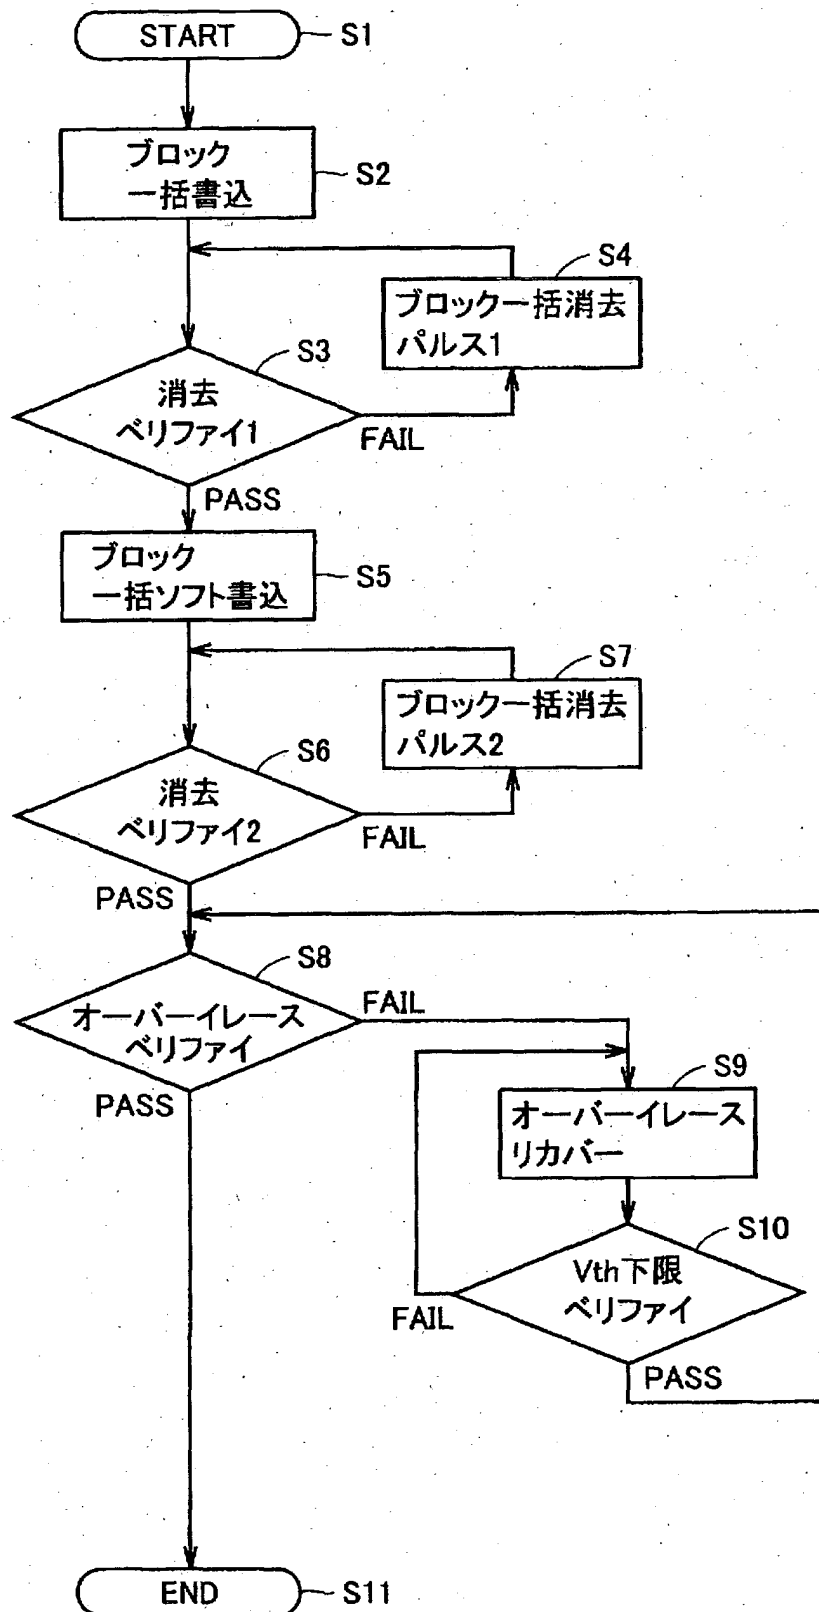 START
S1
ブロック
一括書込
S2
S4
ブロック一括消去
パルス1
S3
消去
ベリファイ1
FAIL
PASS
ブロック
一括ソフト書込
S5
S7
ブロック一括消去
パルス2
S6
消去
ベリファイ2
FAIL
PASS
S8
オーバーイレース
ベリファイ
FAIL
PASS
S9
オーバーイレース
リカバー
S10
Vth下限
ベリファイ
FAIL
PASS
END
S11